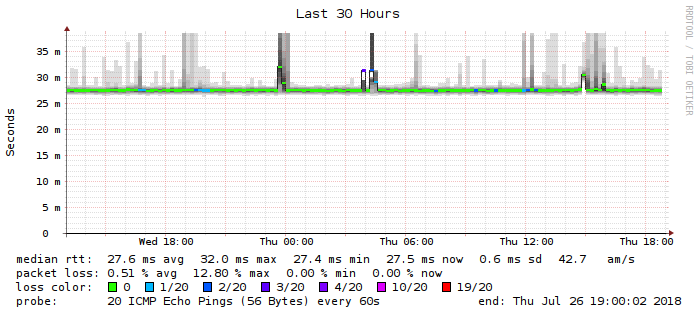 Last 30 Hours
RRDTOOL / TOBI OETIKER
Seconds
35 m
30 m
25 m
20 m
15 m
10 m
5 m
0
Wed 18:00 Thu 00:00 Thu 06:00 Thu 12:00 Thu 18:00
median rtt: 27.6 ms avg 32.0 ms max 27.4 ms min 27.5 ms now 0.6 ms sd 42.7 am/s
packet loss: 0.51 % avg 12.80 % max 0.00 % min 0.00 % now
loss color: 0 1/20 2/20 3/20 4/20 10/20 19/20
probe: 20 ICMP Echo Pings (56 Bytes) every 60s end: Thu Jul 26 19:00:02 2018